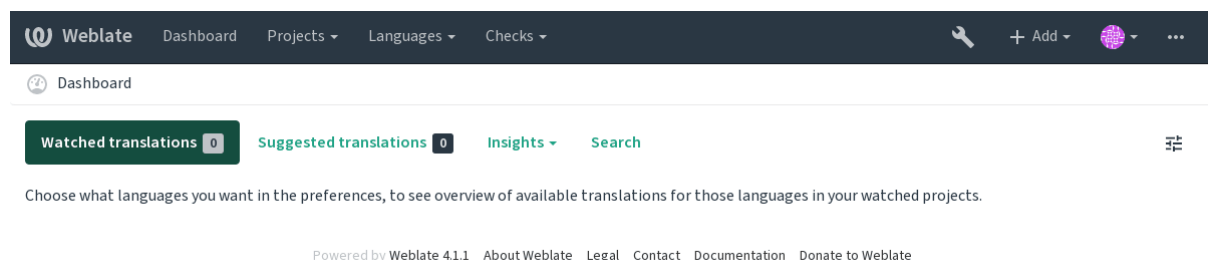 Weblate Dashboard Projects Languages Checks Add
Dashboard
Watched translations 0 Suggested translations 0 Insights Search
Choose what languages you want in the preferences, to see overview of available translations for those languages in your watched projects.
Powered by Weblate 4.1.1 About Weblate Legal Contact Documentation Donate to Weblate